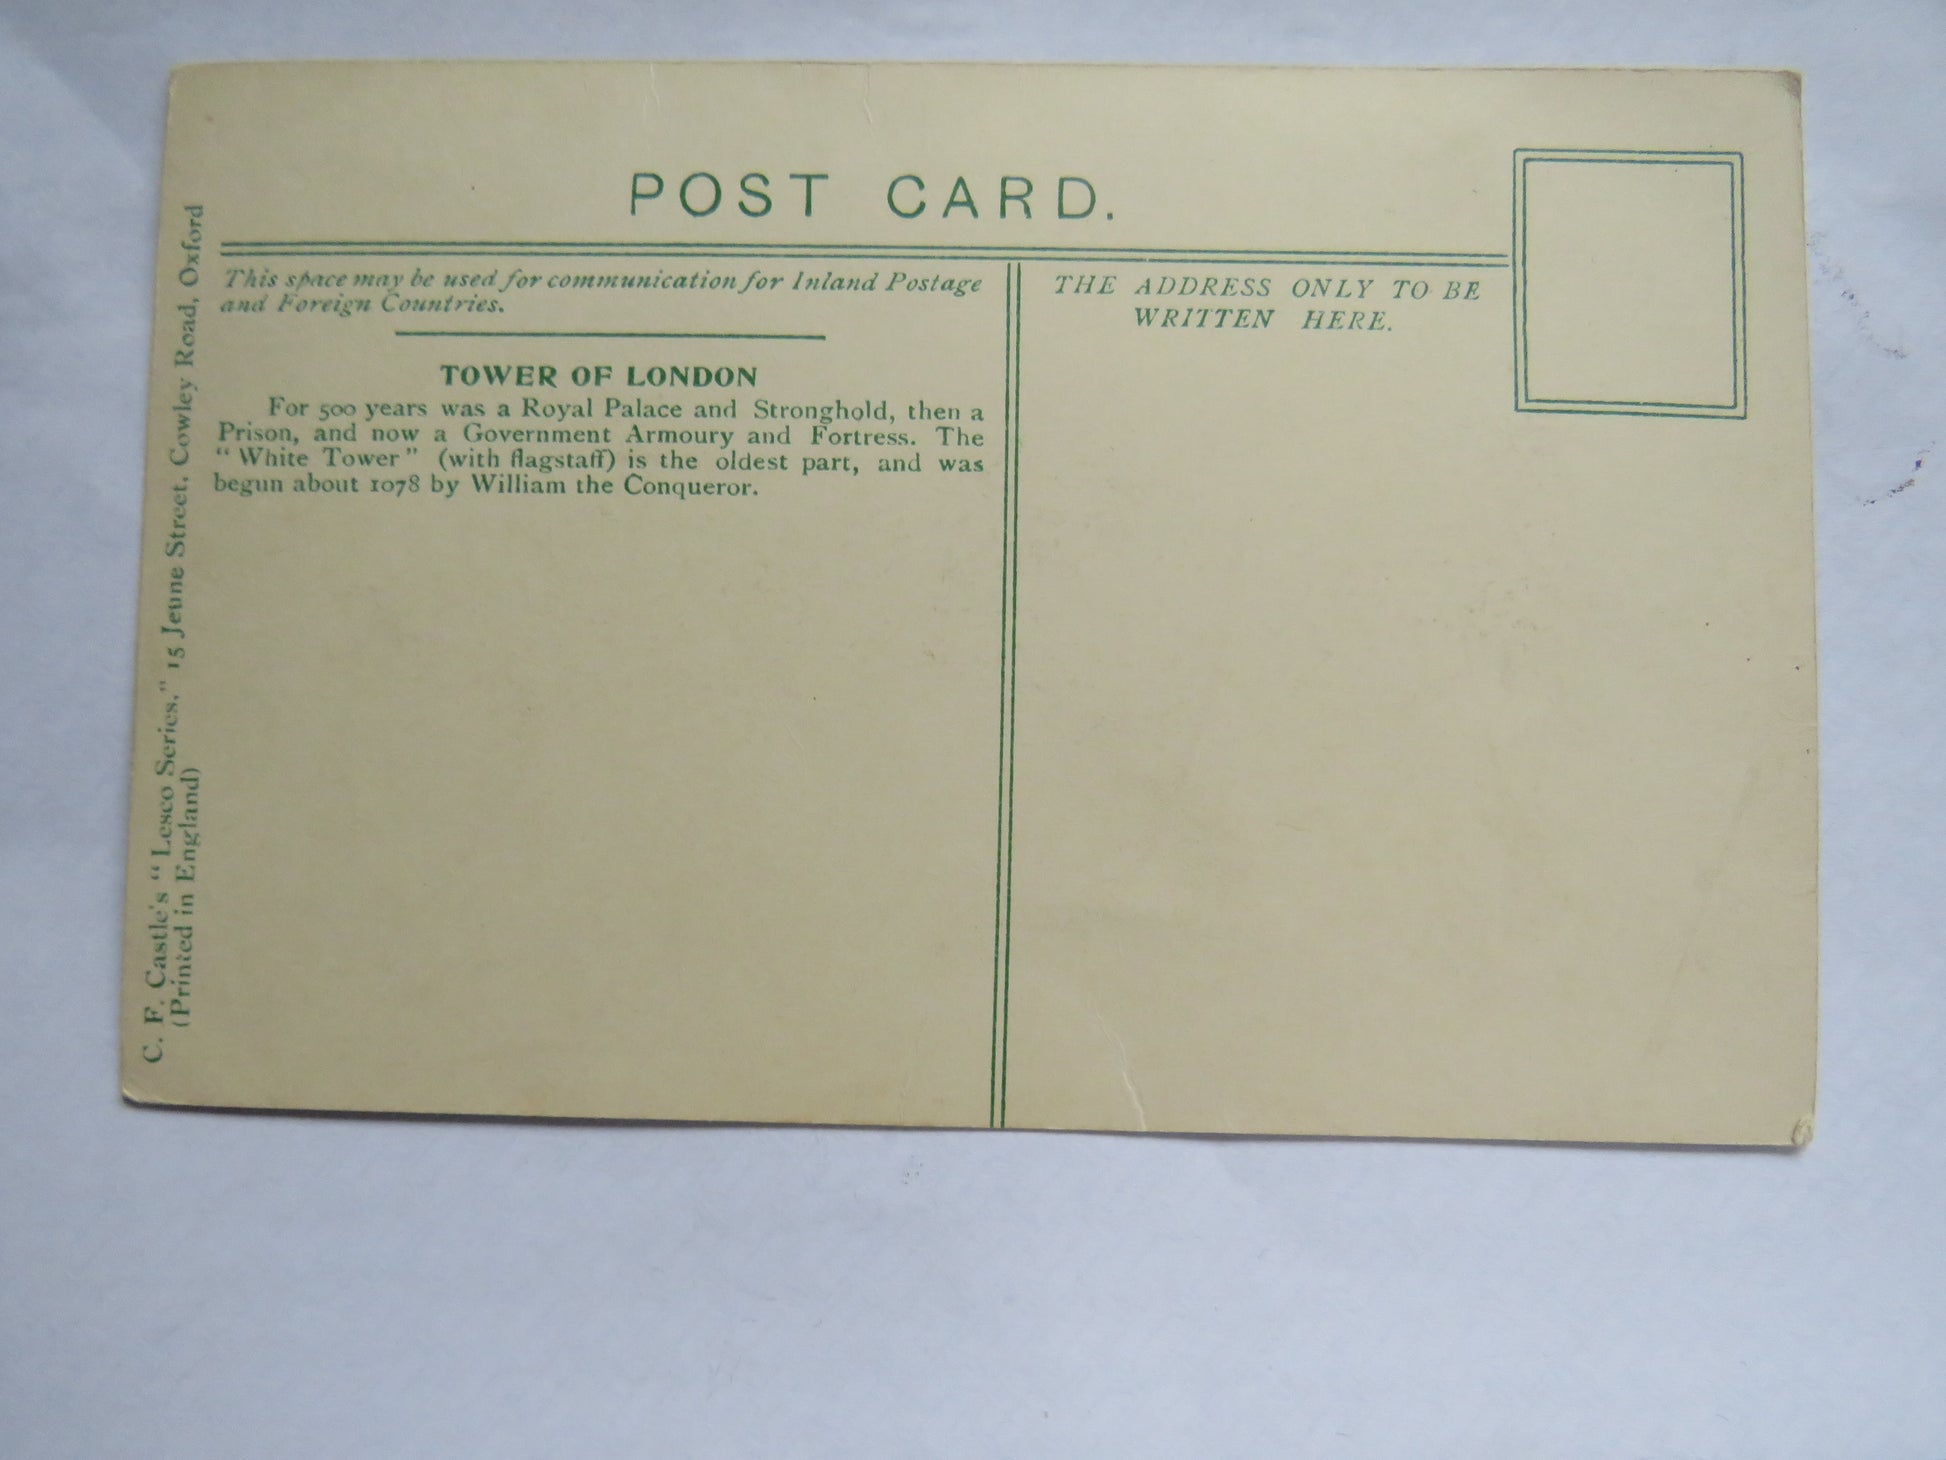 POST CARD.
This space may be used for communication for Inland Postage
and Foreign Countries.
THE ADDRESS ONLY TO BE
WRITTEN HERE.
TOWER OF LONDON
For 500 years was a Royal Palace and Stronghold, then a
Prison, and now a Government Armoury and Fortress. The
“White Tower” (with flagstaff) is the oldest part, and was
begun about 1078 by William the Conqueror.
C. F. Castle's “Lesco Series.” 15 Jeune Street, Cowley Road, Oxford
(Printed in England)